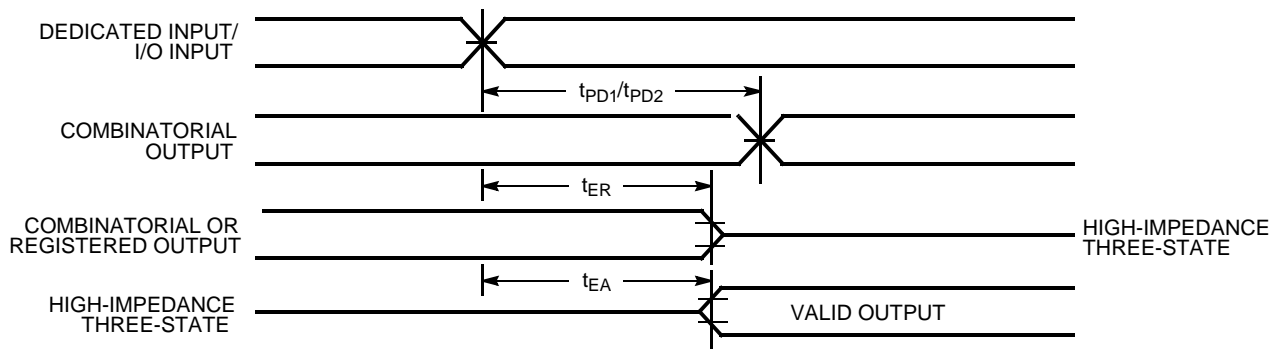 DEDICATED INPUT/
I/O INPUT
tPD1/tPD2
COMBINATORIAL
OUTPUT
tER
COMBINATORIAL OR
REGISTERED OUTPUT
HIGH-IMPEDANCE
THREE-STATE
tEA
HIGH-IMPEDANCE
THREE-STATE
VALID OUTPUT